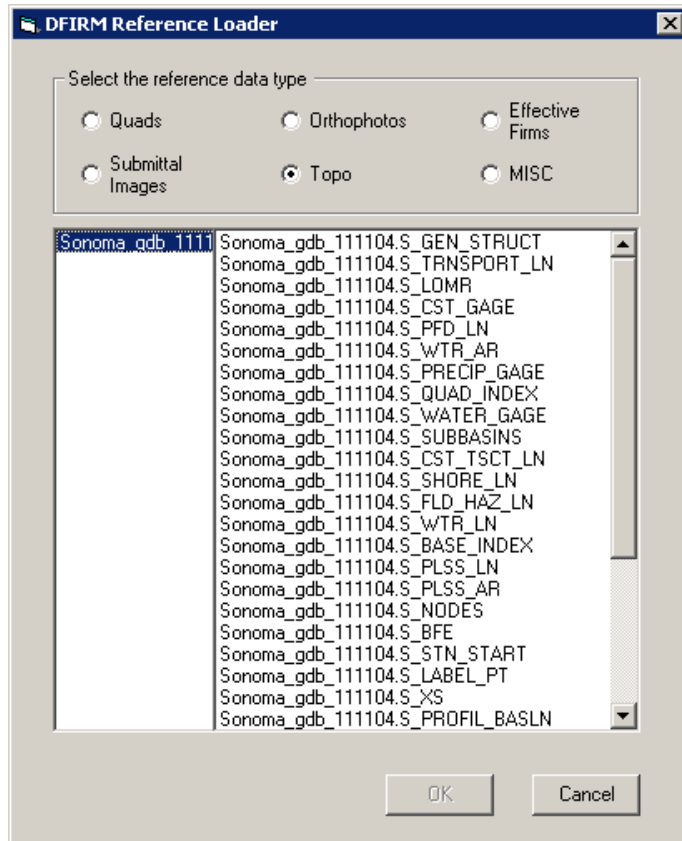 DFIRM Reference Loader
Select the reference data type
Quads
Orthophotos
Effective
Firms
Submittal
Images
Topo
MISC
Sonoma_gdb_1111
Sonoma_gdb_111104.S_GEN_STRUCT
Sonoma_gdb_111104.S_TRNSPORT_LN
Sonoma_gdb_111104.S_LOMR
Sonoma_gdb_111104.S_CST_GAGE
Sonoma_gdb_111104.S_PFD_LN
Sonoma_gdb_111104.S_WTR_AR
Sonoma_gdb_111104.S_PRECIP_GAGE
Sonoma_gdb_111104.S_QUAD_INDEX
Sonoma_gdb_111104.S_WATER_GAGE
Sonoma_gdb_111104.S_SUBBASINS
Sonoma_gdb_111104.S_CST_TSCT_LN
Sonoma_gdb_111104.S_SHORE_LN
Sonoma_gdb_111104.S_FLD_HAZ_LN
Sonoma_gdb_111104.S_WTR_LN
Sonoma_gdb_111104.S_BASE_INDEX
Sonoma_gdb_111104.S_PLSS_LN
Sonoma_gdb_111104.S_PLSS_AR
Sonoma_gdb_111104.S_NODES
Sonoma_gdb_111104.S_BFE
Sonoma_gdb_111104.S_STN_START
Sonoma_gdb_111104.S_LABEL_PT
Sonoma_gdb_111104.S_XS
Sonoma_gdb_111104.S_PROFIL_BASLN
OK
Cancel